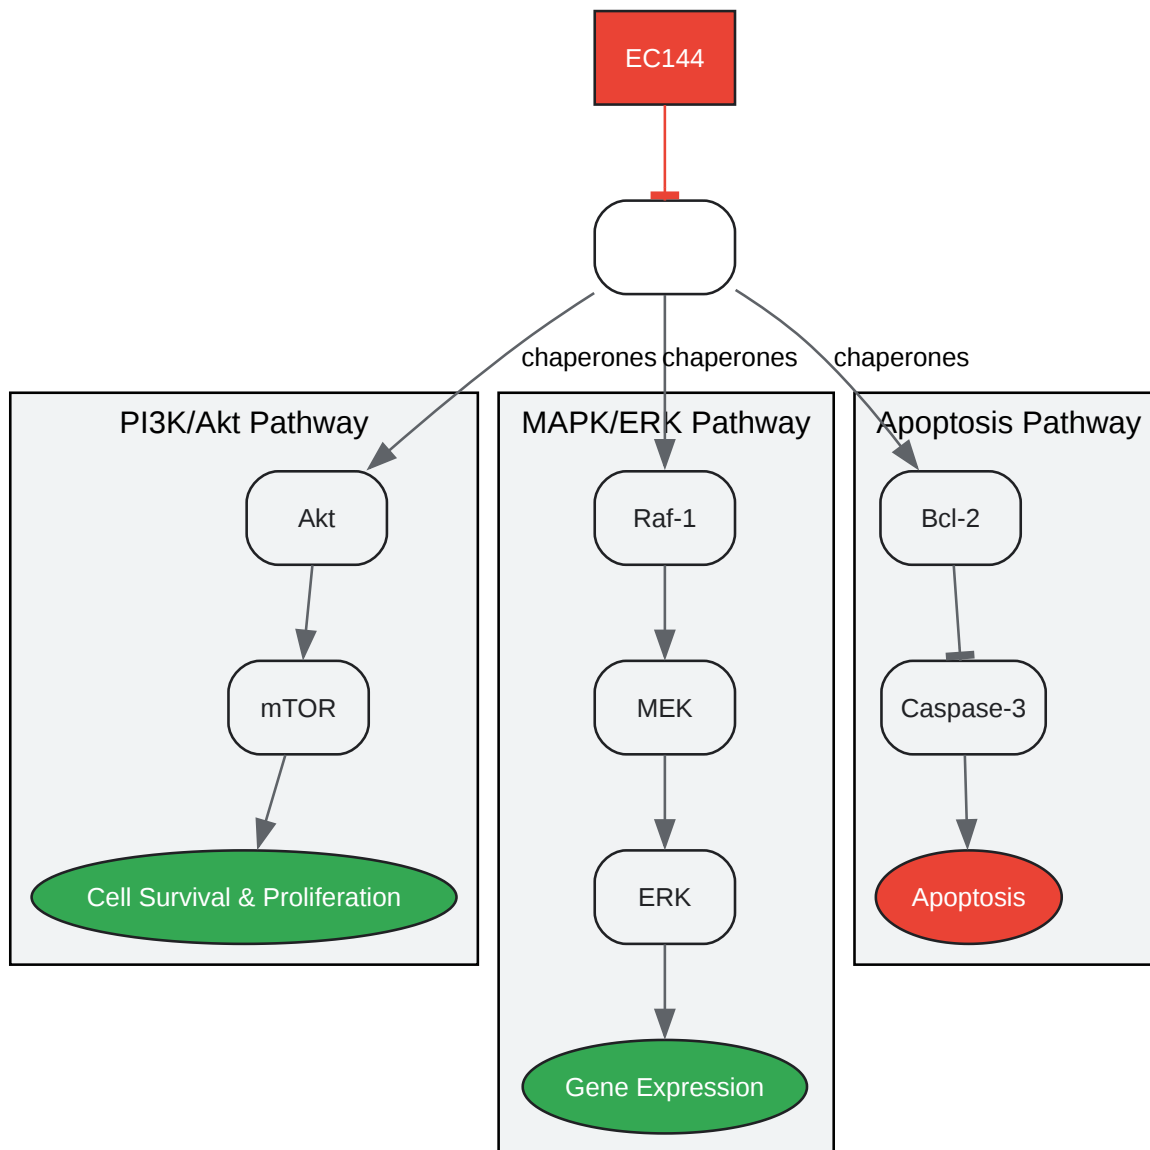 EC144
chaperones
chaperones
chaperones
PI3K/Akt Pathway
MAPK/ERK Pathway
Apoptosis Pathway
Akt
Raf-1
Bcl-2
mTOR
MEK
Caspase-3
Cell Survival & Proliferation
ERK
Apoptosis
Gene Expression